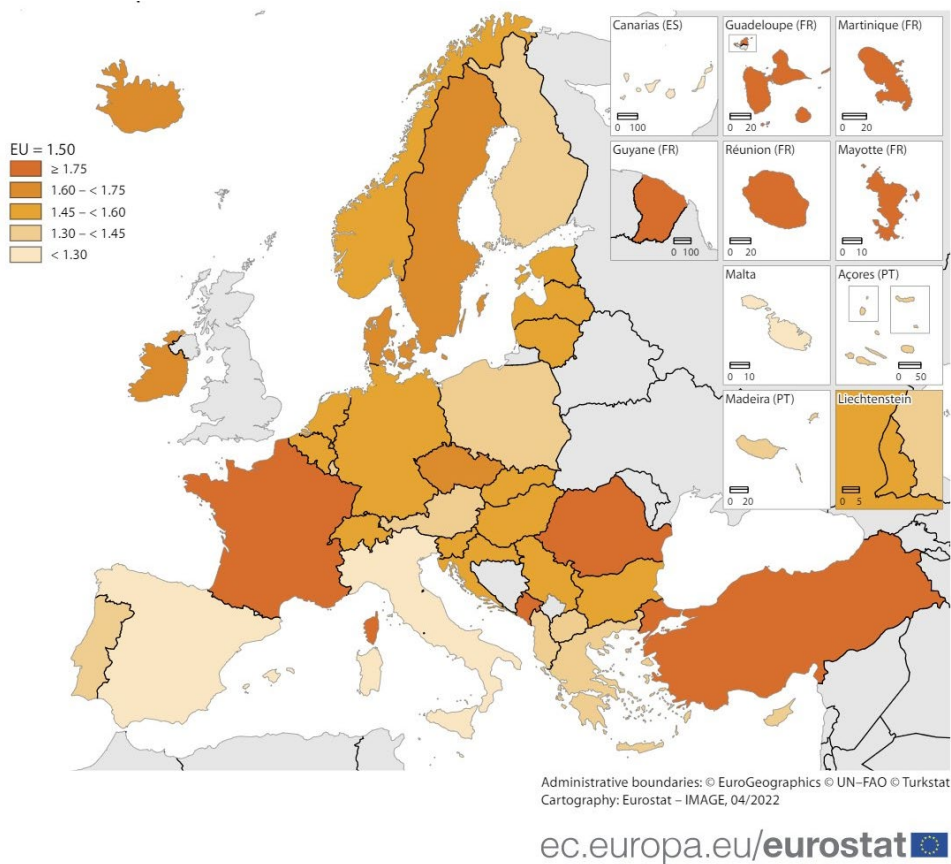 EU = 1.50
≥ 1.75
1.60 – < 1.75
1.45 – < 1.60
1.30 – < 1.45
< 1.30
Canarias (ES)
0 100
Guadeloupe (FR)
0 20
Martinique (FR)
0 20
Guyane (FR)
0 100
Réunion (FR)
0 20
Mayotte (FR)
0 10
Malta
0 10
Açores (PT)
0 50
Madeira (PT)
0 20
Liechtenstein
0 5
Administrative boundaries: © EuroGeographics © UN–FAO © Turkstat
Cartography: Eurostat – IMAGE, 04/2022
ec.europa.eu/eurostat